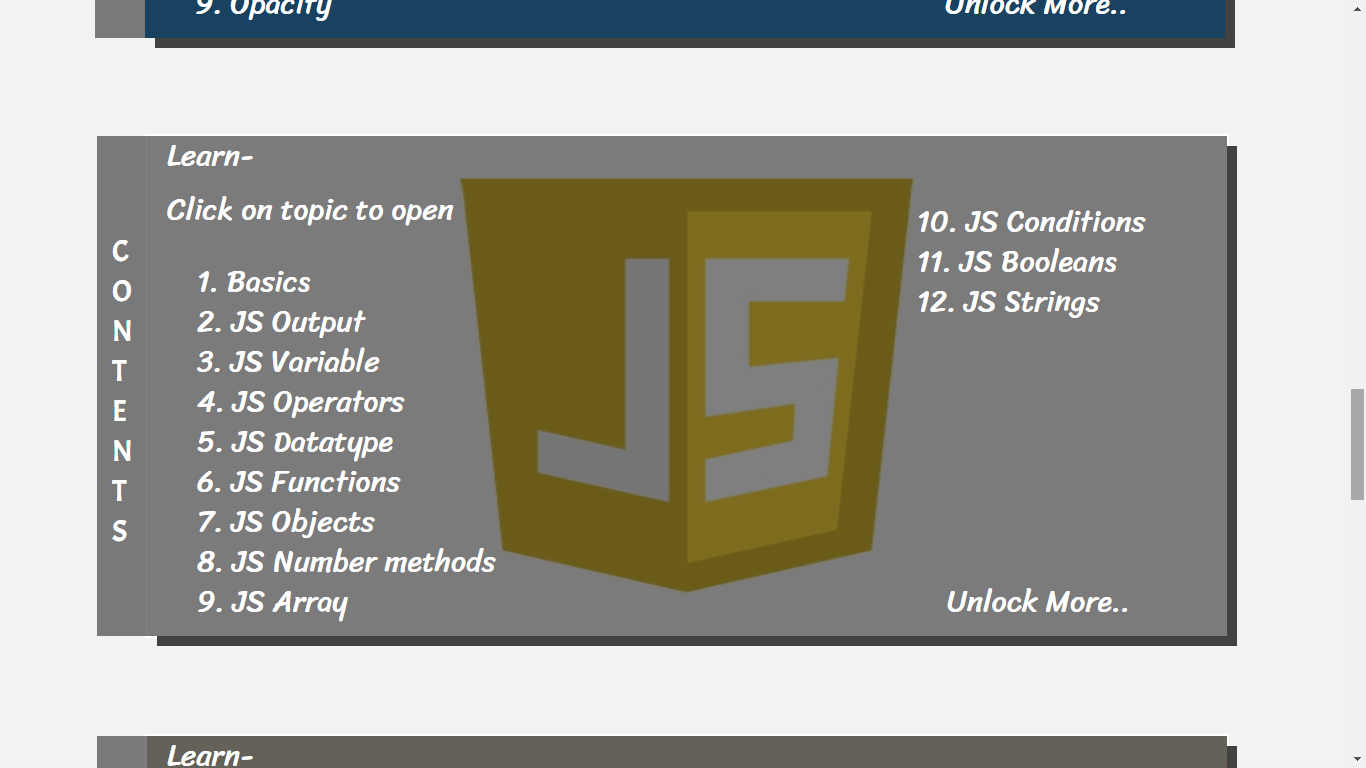 9. Opacity
Unlock More..
CONTENTS
Learn-
Click on topic to open
1. Basics
2. JS Output
3. JS Variable
4. JS Operators
5. JS Datatype
6. JS Functions
7. JS Objects
8. JS Number methods
9. JS Array
JS
10. JS Conditions
11. JS Booleans
12. JS Strings
Unlock More..
Learn-